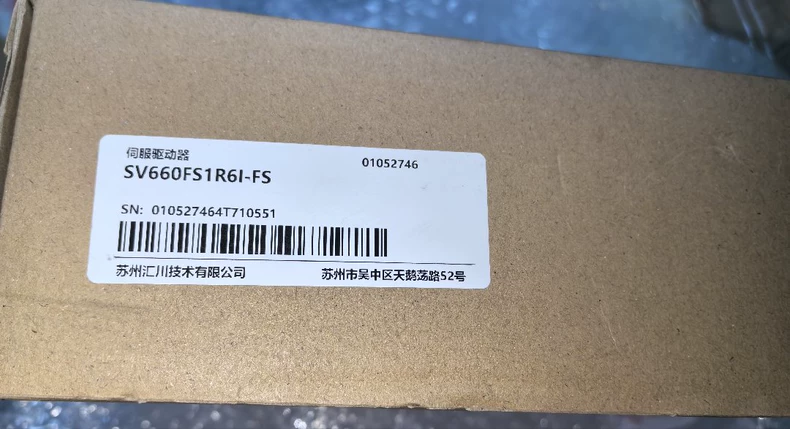 伺服驱动器
01052746
SV660FS1R6I-FS
SN: 010527464T710551
苏州汇川技术有限公司 苏州市吴中区天鹅荡路52号